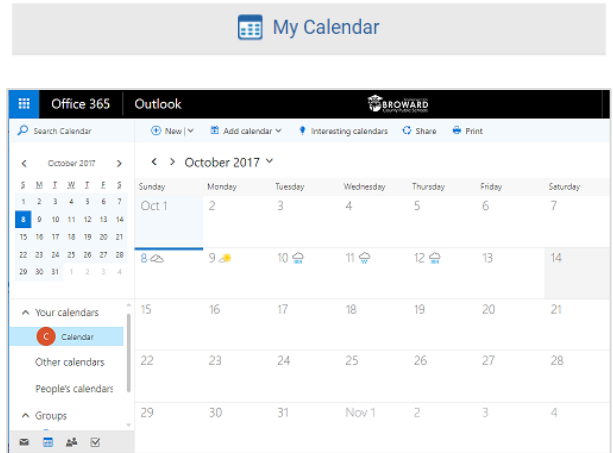 My Calendar
Office 365 Outlook BROWARD
County Public Schools
Search Calendar New Add calendar Interesting calendars Share Print
October 2017 October 2017
S M T W T F S Sunday Monday Tuesday Wednesday Thursday Friday Saturday
1 2 3 4 5 6 7 Oct 1 2 3 4 5 6 7
8 9 10 11 12 13 14
15 16 17 18 19 20 21
22 23 24 25 26 27 28 8 9 10 11 12 13 14
29 30 31 1 2 3 4
Your calendars 15 16 17 18 19 20 21
C Calendar
Other calendars 22 23 24 25 26 27 28
People's calendars
Groups 29 30 31 Nov 1 2 3 4